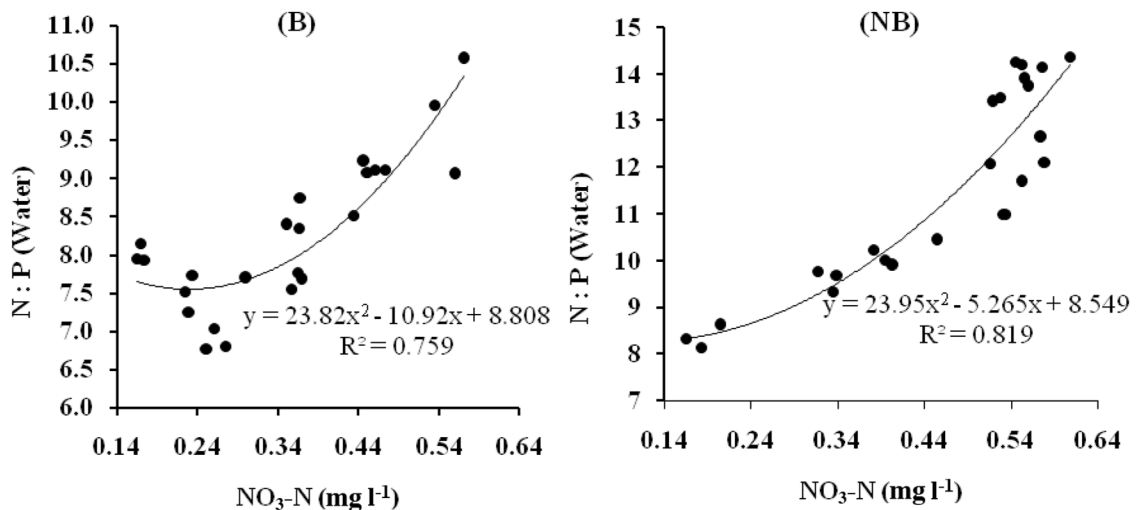 (B)
11.0
10.5
10.0
9.5
9.0
8.5
8.0
7.5
7.0
6.5
6.0
N : P (Water)
y = 23.82x² - 10.92x + 8.808
R² = 0.759
0.14 0.24 0.34 0.44 0.54 0.64
NO₃-N (mg l⁻¹)
(NB)
15
14
13
12
11
10
9
8
7
N : P (Water)
y = 23.95x² - 5.265x + 8.549
R² = 0.819
0.14 0.24 0.34 0.44 0.54 0.64
NO₃-N (mg l⁻¹)